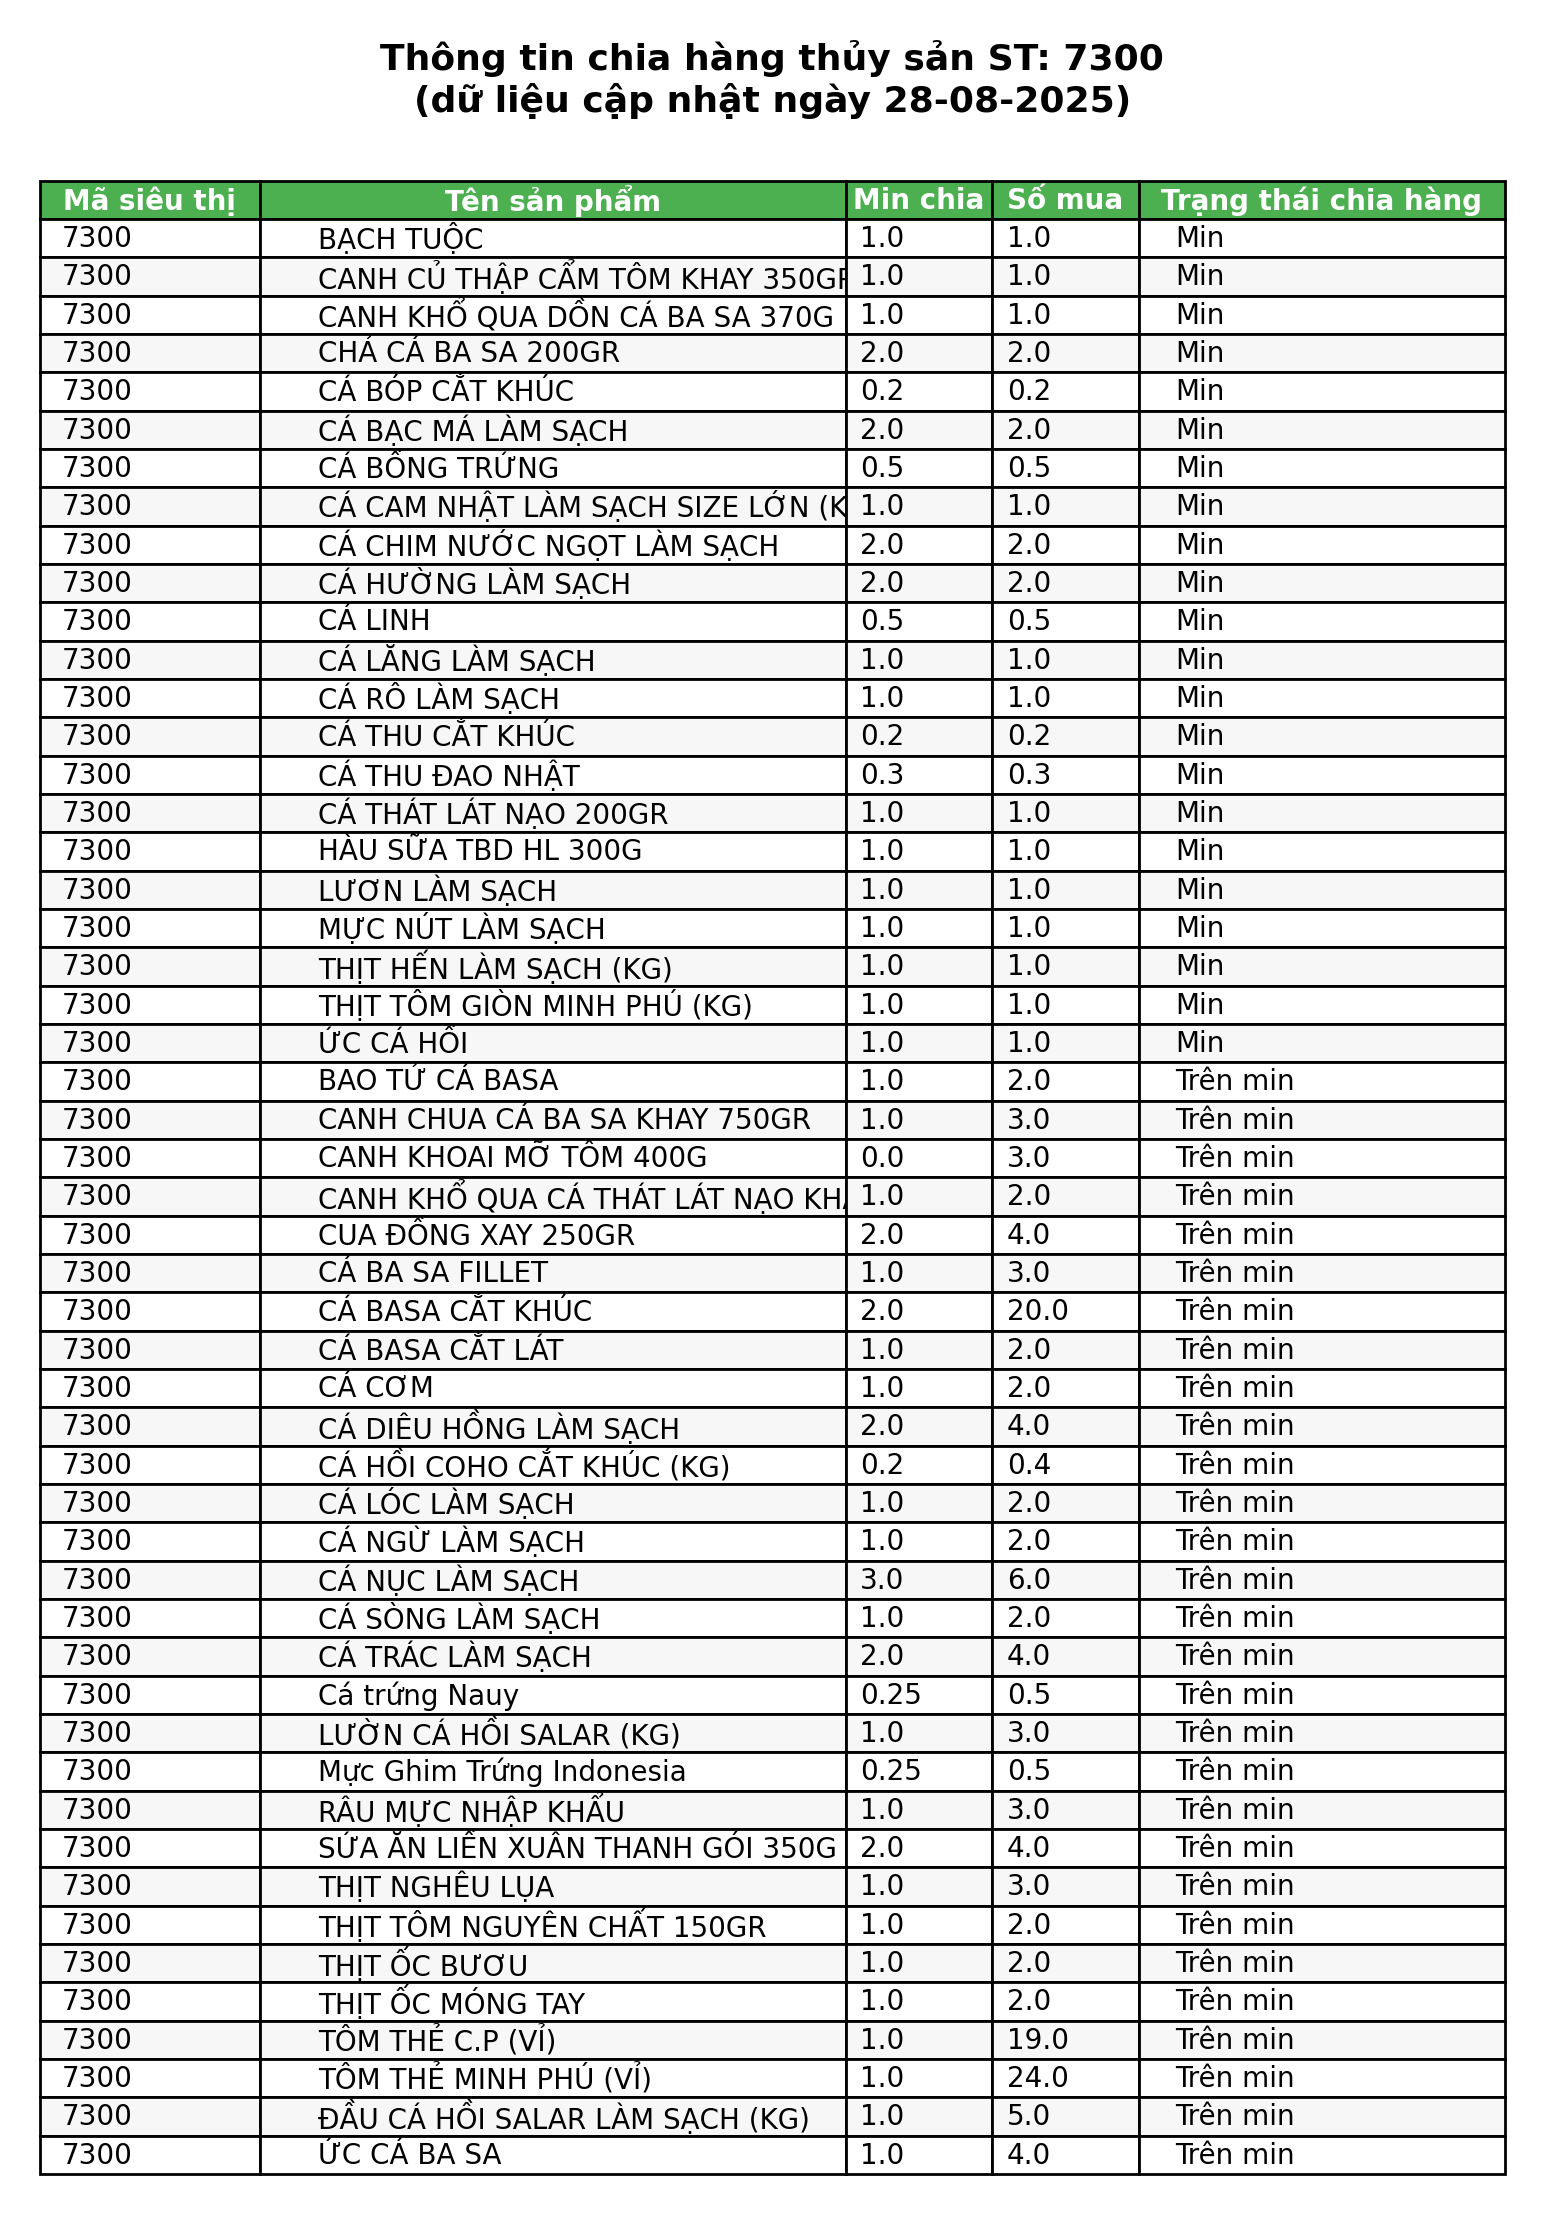 Thông tin chia hàng thủy sản ST: 7300
(dữ liệu cập nhật ngày 28-08-2025)
Mã siêu thị Tên sản phẩm Min chia Số mua Trạng thái chia hàng
7300 BẠCH TUỘC 1.0 1.0 Min
7300 CANH CỦ THẬP CẨM TÔM KHAY 350GR 1.0 1.0 Min
7300 CANH KHỔ QUA DỒN CÁ BA SA 370G 1.0 1.0 Min
7300 CHÁ CÁ BA SA 200GR 2.0 2.0 Min
7300 CÁ BÓP CẮT KHÚC 0.2 0.2 Min
7300 CÁ BẠC MÁ LÀM SẠCH 2.0 2.0 Min
7300 CÁ BỐNG TRỨNG 0.5 0.5 Min
7300 CÁ CAM NHẬT LÀM SẠCH SIZE LỚN (K 1.0 1.0 Min
7300 CÁ CHIM NƯỚC NGỌT LÀM SẠCH 2.0 2.0 Min
7300 CÁ HƯỜNG LÀM SẠCH 2.0 2.0 Min
7300 CÁ LINH 0.5 0.5 Min
7300 CÁ LĂNG LÀM SẠCH 1.0 1.0 Min
7300 CÁ RÔ LÀM SẠCH 1.0 1.0 Min
7300 CÁ THU CẮT KHÚC 0.2 0.2 Min
7300 CÁ THU ĐAO NHẬT 0.3 0.3 Min
7300 CÁ THÁT LÁT NẠO 200GR 1.0 1.0 Min
7300 HÀU SỮA TBD HL 300G 1.0 1.0 Min
7300 LƯƠN LÀM SẠCH 1.0 1.0 Min
7300 MỰC NÚT LÀM SẠCH 1.0 1.0 Min
7300 THỊT HẾN LÀM SẠCH (KG) 1.0 1.0 Min
7300 THỊT TÔM GIÒN MINH PHÚ (KG) 1.0 1.0 Min
7300 ỨC CÁ HỒI 1.0 1.0 Min
7300 BAO TỬ CÁ BASA 1.0 2.0 Trên min
7300 CANH CHUA CÁ BA SA KHAY 750GR 1.0 3.0 Trên min
7300 CANH KHOAI MỠ TÔM 400G 0.0 3.0 Trên min
7300 CANH KHỔ QUA CÁ THÁT LÁT NẠO KHA 1.0 2.0 Trên min
7300 CUA ĐỒNG XAY 250GR 2.0 4.0 Trên min
7300 CÁ BA SA FILLET 1.0 3.0 Trên min
7300 CÁ BASA CẮT KHÚC 2.0 20.0 Trên min
7300 CÁ BASA CẮT LÁT 1.0 2.0 Trên min
7300 CÁ CƠM 1.0 2.0 Trên min
7300 CÁ DIÊU HỒNG LÀM SẠCH 2.0 4.0 Trên min
7300 CÁ HỒI COHO CẮT KHÚC (KG) 0.2 0.4 Trên min
7300 CÁ LÓC LÀM SẠCH 1.0 2.0 Trên min
7300 CÁ NGỪ LÀM SẠCH 1.0 2.0 Trên min
7300 CÁ NỤC LÀM SẠCH 3.0 6.0 Trên min
7300 CÁ SÒNG LÀM SẠCH 1.0 2.0 Trên min
7300 CÁ TRÁC LÀM SẠCH 2.0 4.0 Trên min
7300 Cá trứng Nauy 0.25 0.5 Trên min
7300 LƯỜN CÁ HỒI SALAR (KG) 1.0 3.0 Trên min
7300 Mực Ghim Trứng Indonesia 0.25 0.5 Trên min
7300 RÂU MỰC NHẬP KHẨU 1.0 3.0 Trên min
7300 SỨA ĂN LIỀN XUÂN THANH GÓI 350G 2.0 4.0 Trên min
7300 THỊT NGHÊU LỤA 1.0 3.0 Trên min
7300 THỊT TÔM NGUYÊN CHẤT 150GR 1.0 2.0 Trên min
7300 THỊT ỐC BƯƠU 1.0 2.0 Trên min
7300 THỊT ỐC MÓNG TAY 1.0 2.0 Trên min
7300 TÔM THẺ C.P (VỈ) 1.0 19.0 Trên min
7300 TÔM THẺ MINH PHÚ (VỈ) 1.0 24.0 Trên min
7300 ĐẦU CÁ HỒI SALAR LÀM SẠCH (KG) 1.0 5.0 Trên min
7300 ỨC CÁ BA SA 1.0 4.0 Trên min